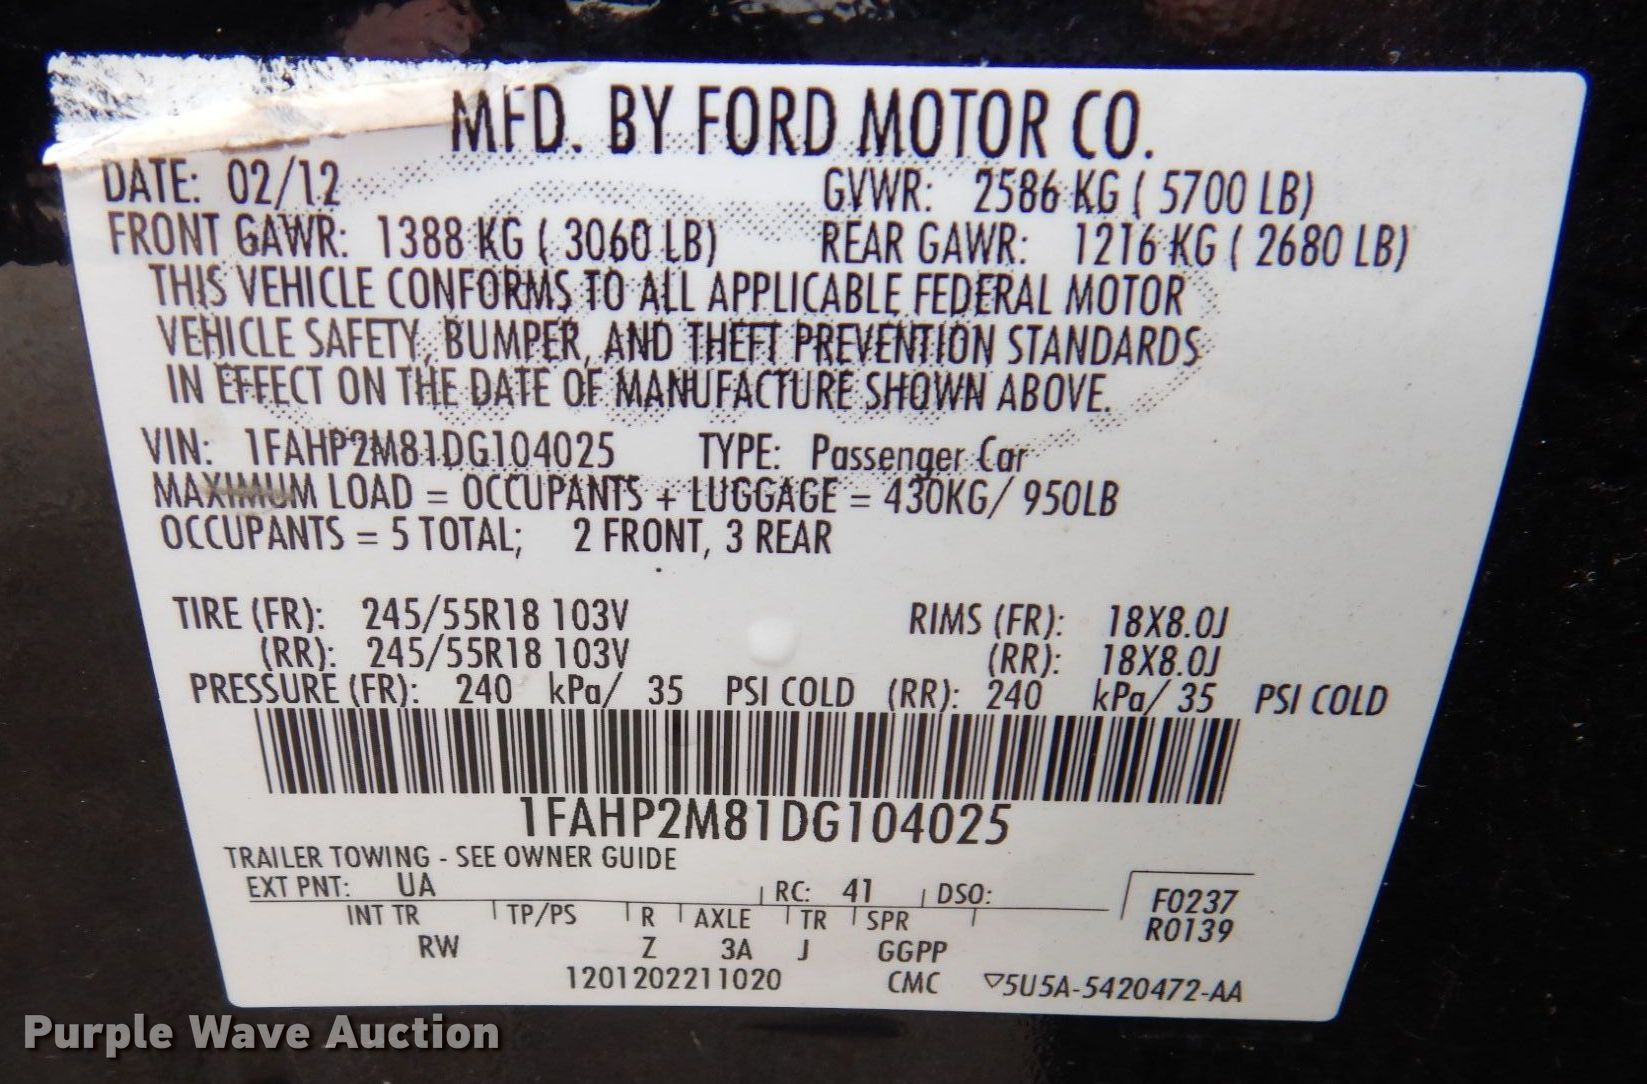 MFD. BY FORD MOTOR CO.
DATE: 02/12 GVWR: 2586 KG ( 5700 LB)
FRONT GAWR: 1388 KG ( 3060 LB) REAR GAWR: 1216 KG ( 2680 LB)
THIS VEHICLE CONFORMS TO ALL APPLICABLE FEDERAL MOTOR
VEHICLE SAFETY, BUMPER, AND THEFT PREVENTION STANDARDS
IN EFFECT ON THE DATE OF MANUFACTURE SHOWN ABOVE.
VIN: 1FAHP2M81DG104025 TYPE: Passenger Car
MAXIMUM LOAD = OCCUPANTS + LUGGAGE = 430KG/ 950LB
OCCUPANTS = 5 TOTAL; 2 FRONT, 3 REAR
TIRE (FR): 245/55R18 103V RIMS (FR): 18X8.0J
(RR): 245/55R18 103V (RR): 18X8.0J
PRESSURE (FR): 240 kPa/ 35 PSI COLD (RR): 240 kPa/ 35 PSI COLD
1FAHP2M81DG104025
TRAILER TOWING - SEE OWNER GUIDE
EXT PNT: UA RC: 41 DSO: F0237
INT TR TP/PS R AXLE TR SPR R0139
RW Z 3A J GGPP
1201202211020 CMC ▽5U5A-5420472-AA
Purple Wave Auction